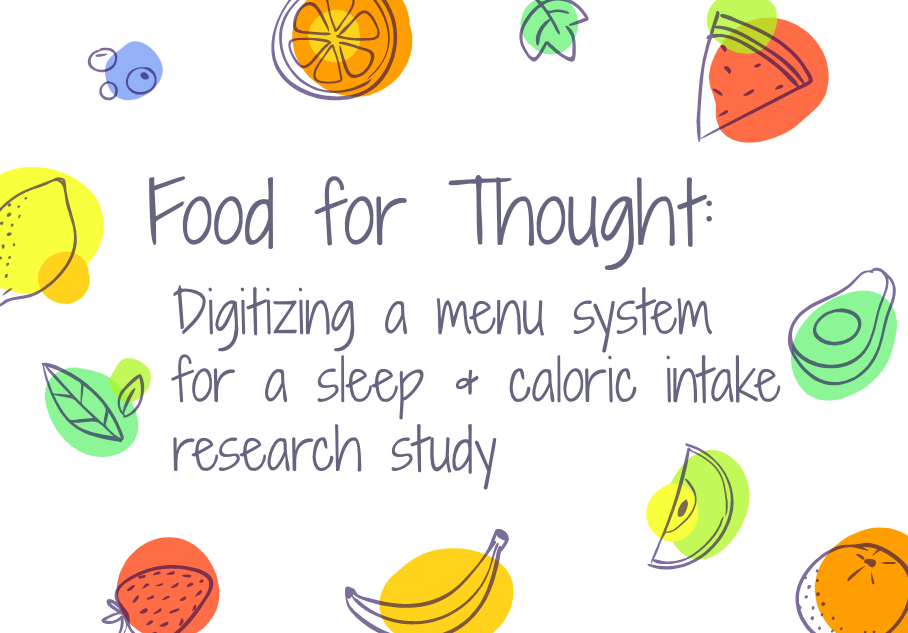 Food for Thought:
Digitizing a menu system
for a sleep & caloric intake
research study